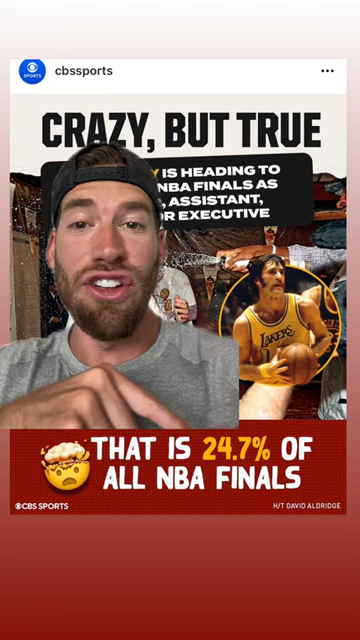 CBS
SPORTS
cbssports
CRAZY, BUT TRUE
Y IS HEADING TO
NBA FINALS AS
, ASSISTANT,
OR EXECUTIVE
LAKERS
THAT IS 24.7% OF
ALL NBA FINALS
CBS SPORTS
H/T DAVID ALDRIDGE